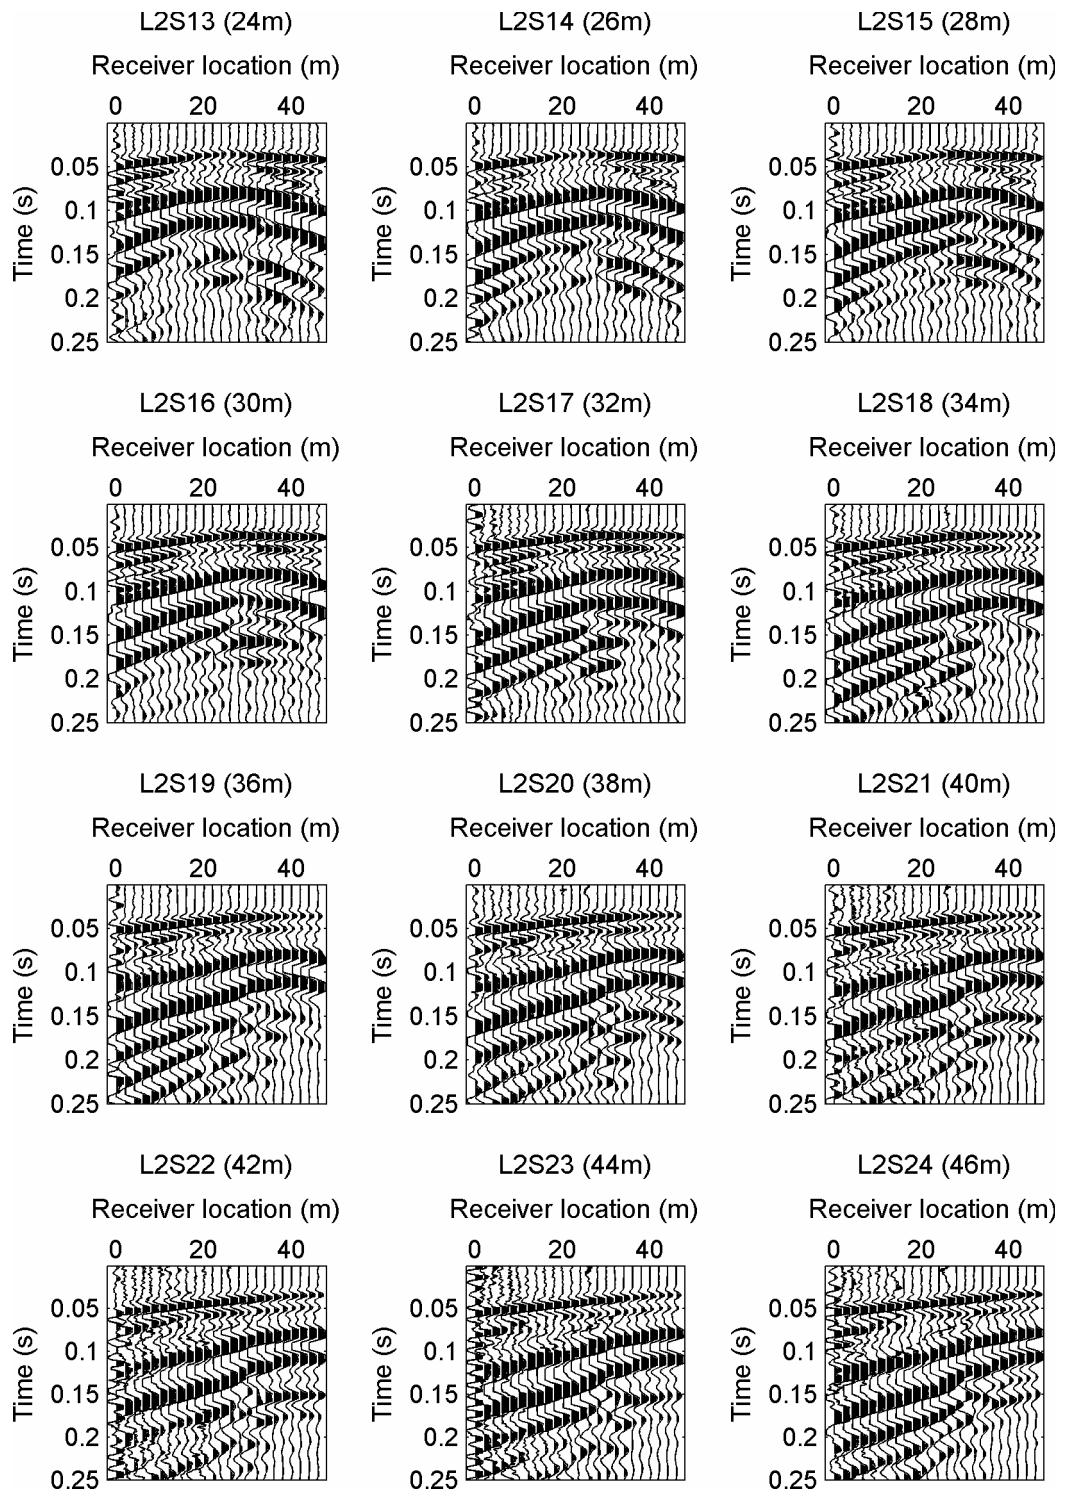 L2S13 (24m) L2S14 (26m) L2S15 (28m)
Receiver location (m) Receiver location (m) Receiver location (m)
0 20 40 0 20 40 0 20 40
0.05 0.05 0.05
0.1 0.1 0.1
Time (s) Time (s) Time (s)
0.15 0.15 0.15
0.2 0.2 0.2
0.25 0.25 0.25
L2S16 (30m) L2S17 (32m) L2S18 (34m)
Receiver location (m) Receiver location (m) Receiver location (m)
0 20 40 0 20 40 0 20 40
0.05 0.05 0.05
0.1 0.1 0.1
Time (s) Time (s) Time (s)
0.15 0.15 0.15
0.2 0.2 0.2
0.25 0.25 0.25
L2S19 (36m) L2S20 (38m) L2S21 (40m)
Receiver location (m) Receiver location (m) Receiver location (m)
0 20 40 0 20 40 0 20 40
0.05 0.05 0.05
0.1 0.1 0.1
Time (s) Time (s) Time (s)
0.15 0.15 0.15
0.2 0.2 0.2
0.25 0.25 0.25
L2S22 (42m) L2S23 (44m) L2S24 (46m)
Receiver location (m) Receiver location (m) Receiver location (m)
0 20 40 0 20 40 0 20 40
0.05 0.05 0.05
0.1 0.1 0.1
Time (s) Time (s) Time (s)
0.15 0.15 0.15
0.2 0.2 0.2
0.25 0.25 0.25